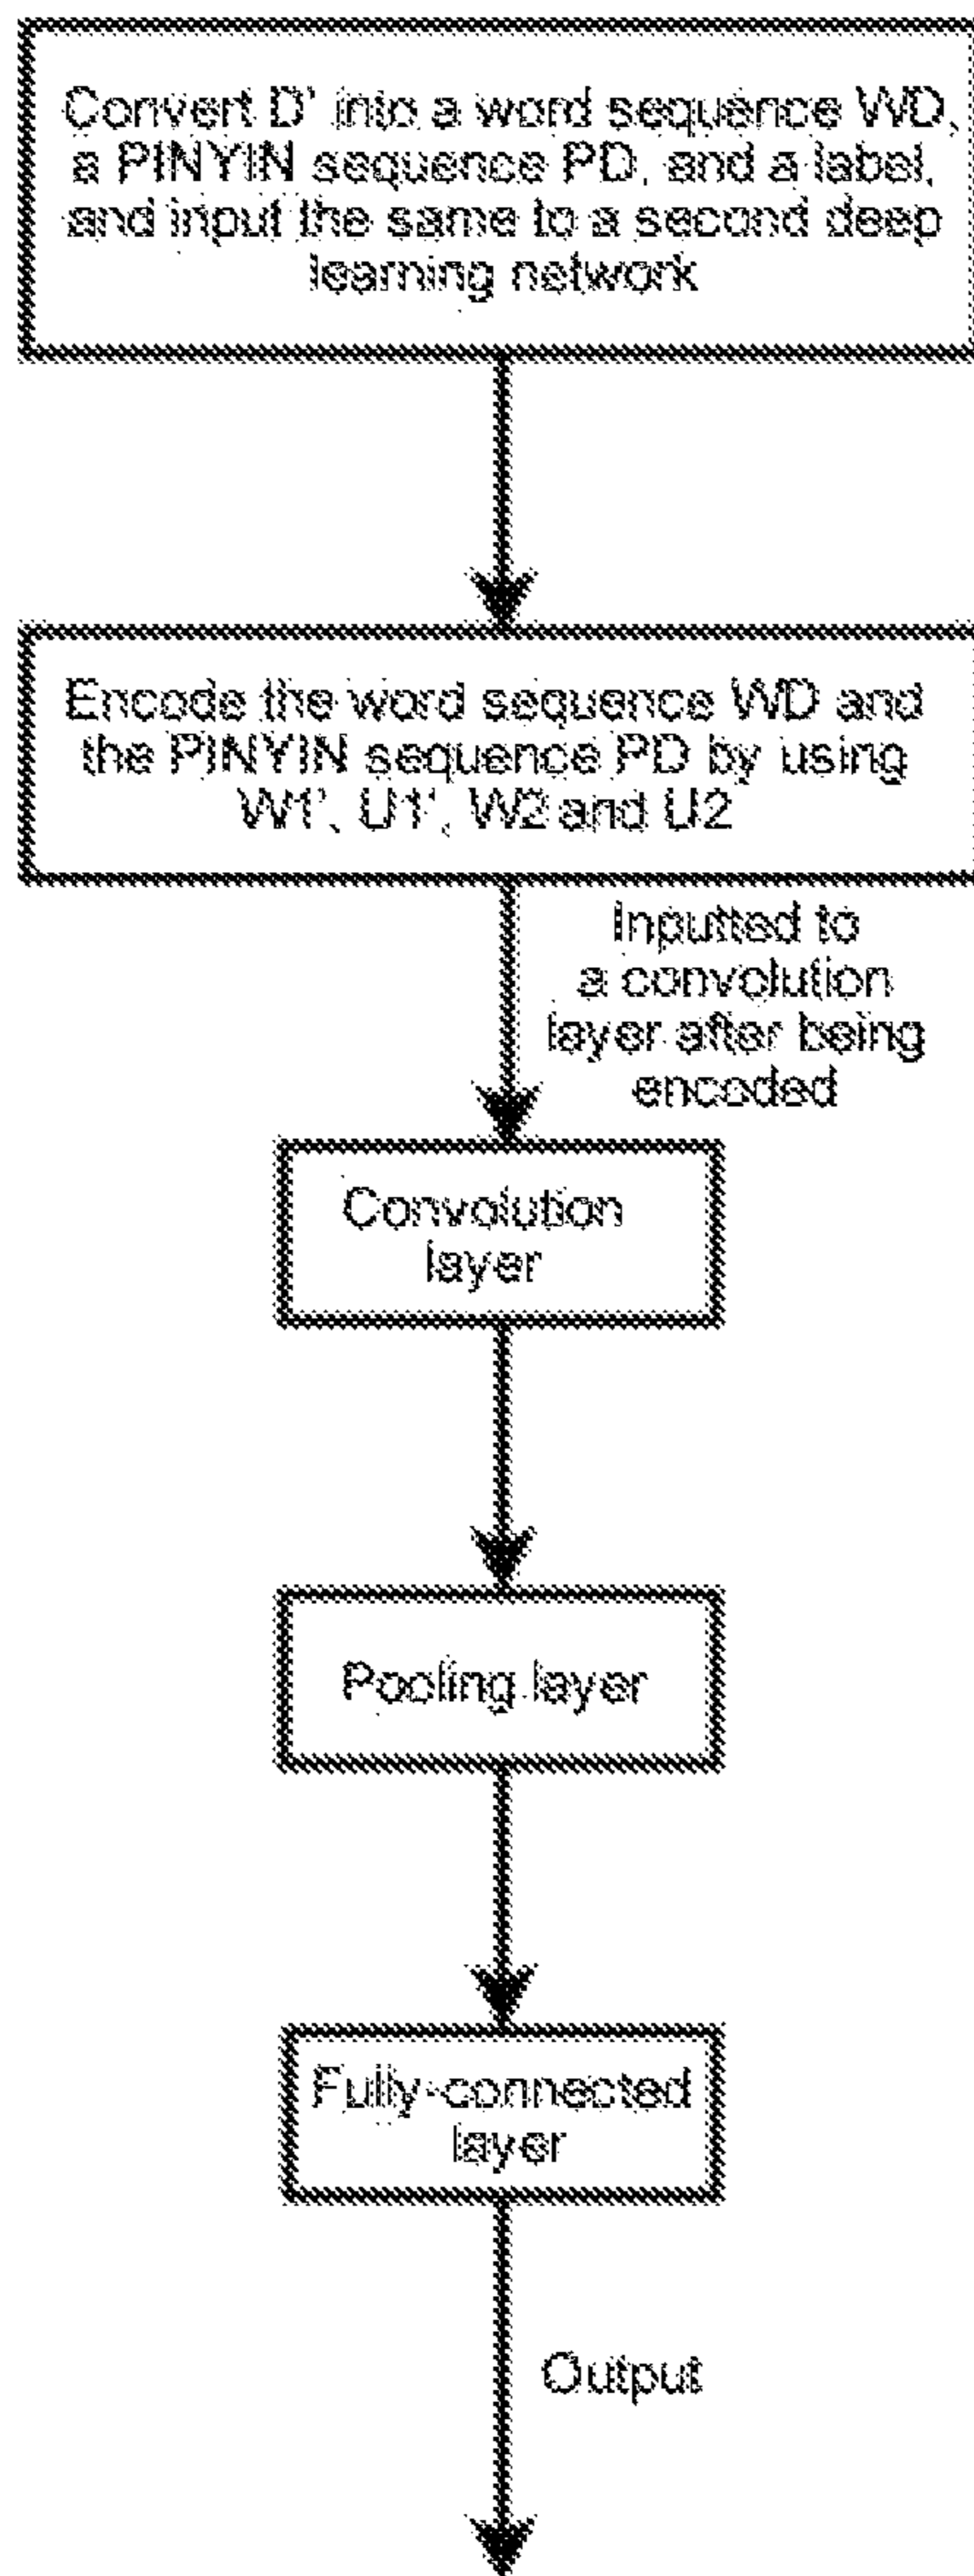 Convert D' into a word sequence WD,
a PINYIN sequence PD, and a label,
and input the same to a second deep
learning network
Encode the word sequence WD and
the PINYIN sequence PD by using
W1', U1', W2 and U2
Inputted to
a convolution
layer after being
encoded
Convolution
layer
Pooling layer
Fully-connected
layer
Output